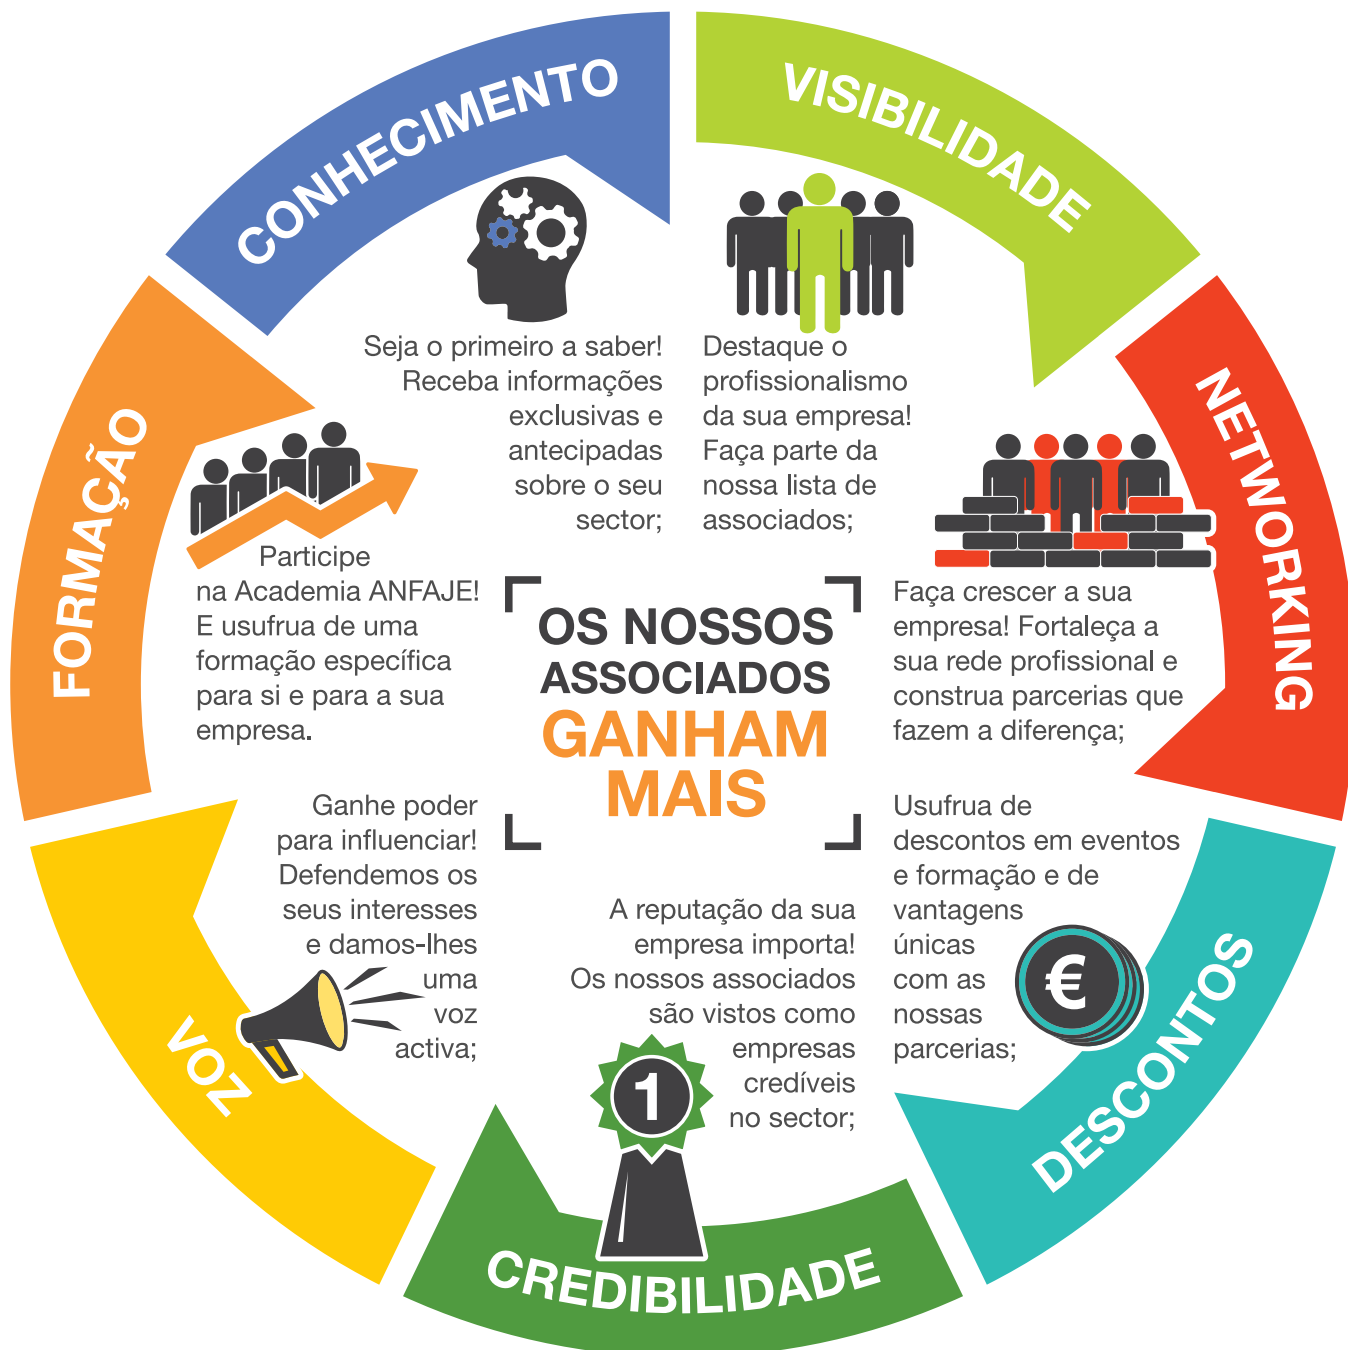 CONHECIMENTO
Seja o primeiro a saber!
Receba informações
exclusivas e
antecipadas
sobre o seu
sector;
VISIBILIDADE
Destaque o
profissionalismo
da sua empresa!
Faça parte da
nossa lista de
associados;
NETWORKING
Faça crescer a sua
empresa! Fortaleça a
sua rede profissional e
construa parcerias que
fazem a diferença;
DESCONTOS
Usufrua de
descontos em eventos
e formação e de
vantagens
únicas
com as
nossas
parcerias;
€
CREDIBILIDADE
A reputação da sua
empresa importa!
Os nossos associados
são vistos como
empresas
credíveis
no sector;
1
VOZ
Ganhe poder
para influenciar!
Defendemos os
seus interesses
e damos-lhes
uma
voz
activa;
FORMAÇÃO
Participe
na Academia ANFAJE!
E usufrua de uma
formação específica
para si e para a sua
empresa.
OS NOSSOS
ASSOCIADOS
GANHAM
MAIS